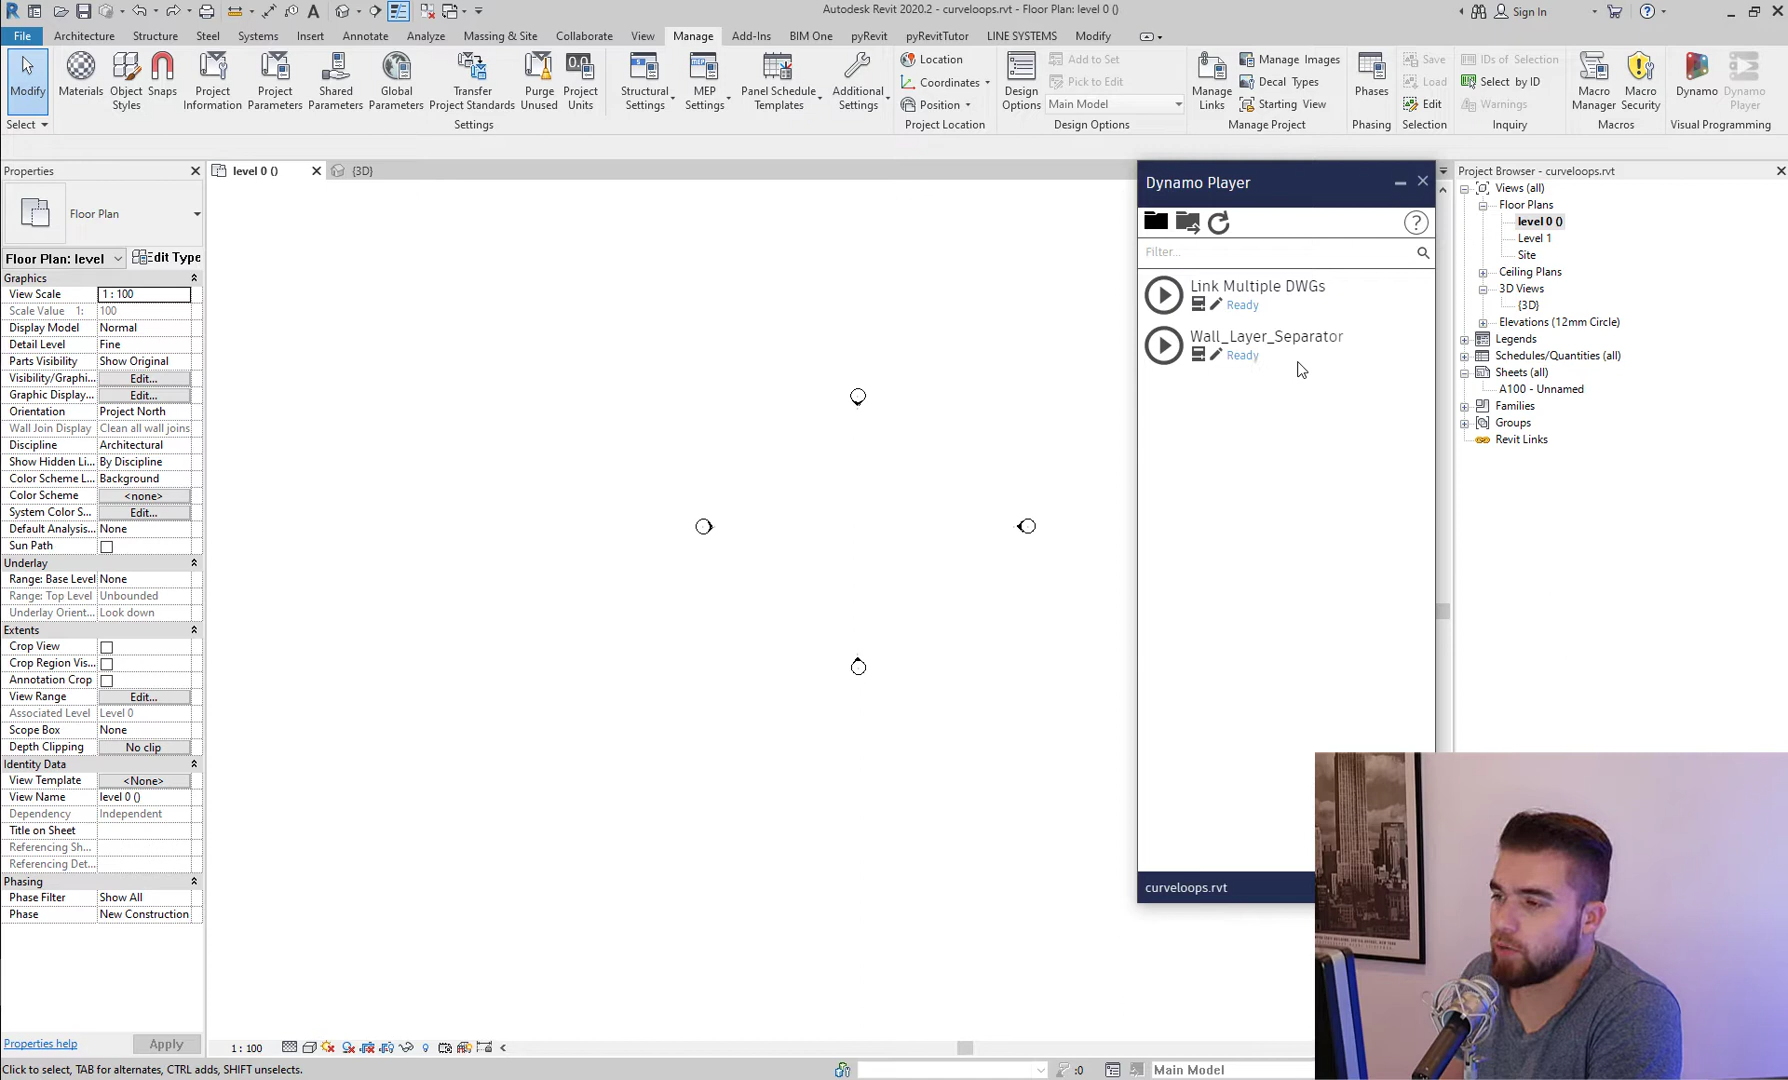 Autodesk Revit 2020.2 - curveloops.rvt - Floor Plan: level 0 ()
Sign In
File Architecture Structure Steel Systems Insert Annotate Analyze Massing & Site Collaborate View Manage Add-Ins BIM One pyRevit pyRevitTutor LINE SYSTEMS Modify
Modify
Materials
Object Styles
Snaps
Project Information
Project Parameters
Shared Parameters
Global Parameters
Transfer Project Standards
Purge Unused
Project Units
Structural Settings
MEP Settings
Panel Schedule Templates
Additional Settings
Location
Coordinates
Position
Design Options
Add to Set
Pick to Edit
Main Model
Manage Links
Manage Images
Decal Types
Starting View
Phases
Save
Load
Edit
IDs of Selection
Select by ID
Warnings
Macro Manager
Macro Security
Dynamo
Dynamo Player
Select
Settings
Project Location
Design Options
Manage Project
Phasing
Selection
Inquiry
Macros
Visual Programming
Properties
Floor Plan
Floor Plan: level
Edit Type
Graphics
View Scale 1 : 100
Scale Value 1: 100
Display Model Normal
Detail Level Fine
Parts Visibility Show Original
Visibility/Graphi... Edit...
Graphic Display... Edit...
Orientation Project North
Wall Join Display Clean all wall joins
Discipline Architectural
Show Hidden Li... By Discipline
Color Scheme L... Background
Color Scheme <none>
System Color S... Edit...
Default Analysis... None
Sun Path
Underlay
Range: Base Level None
Range: Top Level Unbounded
Underlay Orient... Look down
Extents
Crop View
Crop Region Vis...
Annotation Crop
View Range Edit...
Associated Level Level 0
Scope Box None
Depth Clipping No clip
Identity Data
View Template <None>
View Name level 0 ()
Dependency Independent
Title on Sheet
Referencing Sh...
Referencing Det...
Phasing
Phase Filter Show All
Phase New Construction
Properties help
Apply
level 0 ()
{3D}
Dynamo Player
Filter...
Link Multiple DWGs
Ready
Wall_Layer_Separator
Ready
curveloops.rvt
Project Browser - curveloops.rvt
Views (all)
Floor Plans
level 0 ()
Level 1
Site
Ceiling Plans
3D Views
{3D}
Elevations (12mm Circle)
Legends
Schedules/Quantities (all)
Sheets (all)
A100 - Unnamed
Families
Groups
Revit Links
1 : 100
Click to select, TAB for alternates, CTRL adds, SHIFT unselects.
:0
Main Model